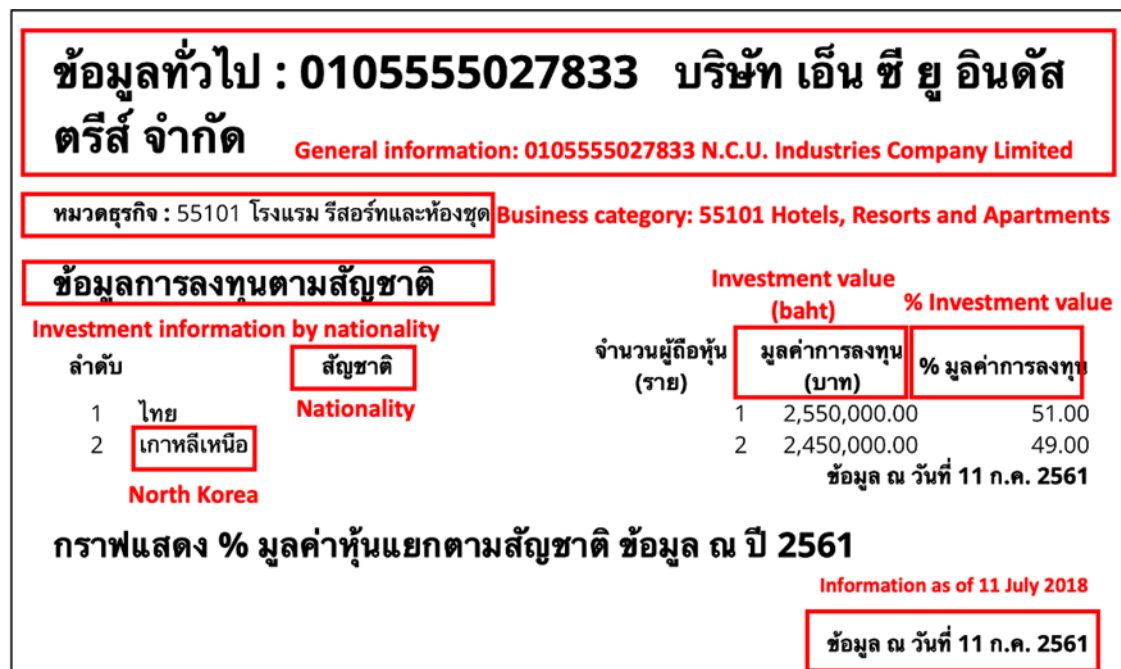 ข้อมูลทั่วไป : 0105555027833 บริษัท เอ็น ซี ยู อินดัส
ตรีส์ จำกัด
General information: 0105555027833 N.C.U. Industries Company Limited
หมวดธุรกิจ : 55101 โรงแรม รีสอร์ทและห้องชุด Business category: 55101 Hotels, Resorts and Apartments
ข้อมูลการลงทุนตามสัญชาติ
Investment information by nationality
Investment value
(baht)
% Investment value
ลำดับ สัญชาติ จำนวนผู้ถือหุ้น
(ราย) มูลค่าการลงทุน
(บาท) % มูลค่าการลงทุน
Nationality
1 ไทย 1 2,550,000.00 51.00
2 เกาหลีเหนือ 2 2,450,000.00 49.00
North Korea
ข้อมูล ณ วันที่ 11 ก.ค. 2561
กราฟแสดง % มูลค่าหุ้นแยกตามสัญชาติ ข้อมูล ณ ปี 2561
Information as of 11 July 2018
ข้อมูล ณ วันที่ 11 ก.ค. 2561